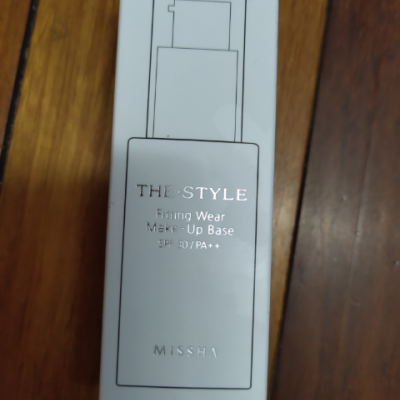 THE STYLE
Fitting Wear
Make-Up Base
SPF 30/PA++
MISSHA